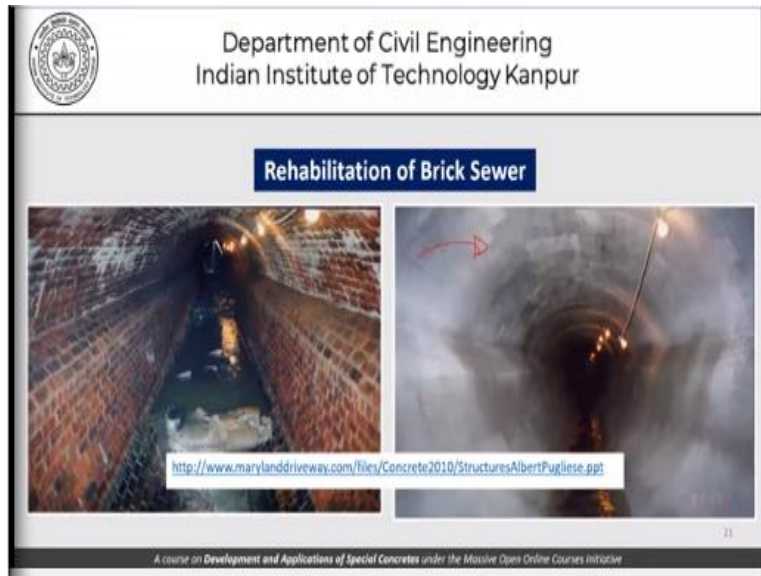 Department of Civil Engineering
Indian Institute of Technology Kanpur
Rehabilitation of Brick Sewer
http://www.marylanddriveway.com/files/Concrete2010/StructuresAlbertPugliese.ppt
21
A course on Development and Applications of Special Concretes under the Massive Open Online Courses Initiative